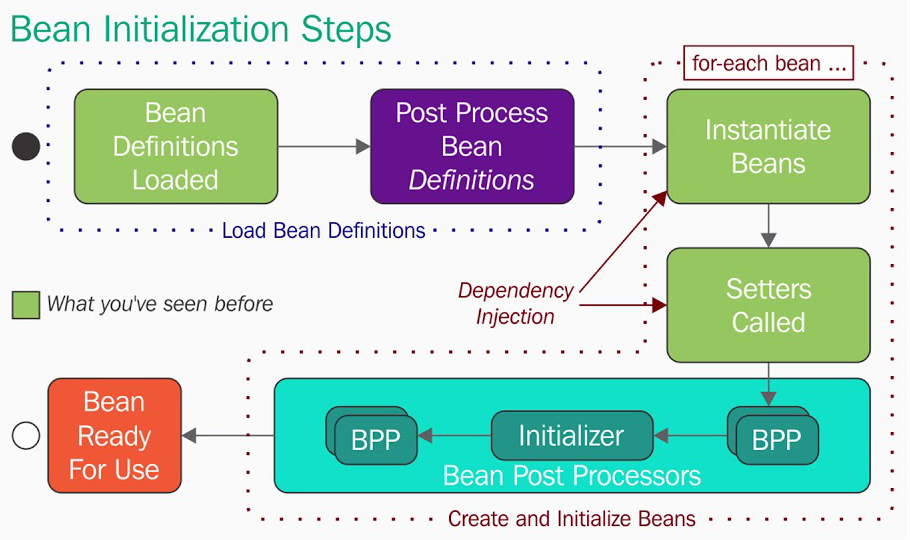 Bean Initialization Steps
for-each bean ...
Bean
Definitions
Loaded
Post Process
Bean
Definitions
Instantiate
Beans
Load Bean Definitions
What you've seen before
Dependency
Injection
Setters
Called
Bean
Ready
For Use
BPP
Initializer
BPP
Bean Post Processors
Create and Initialize Beans